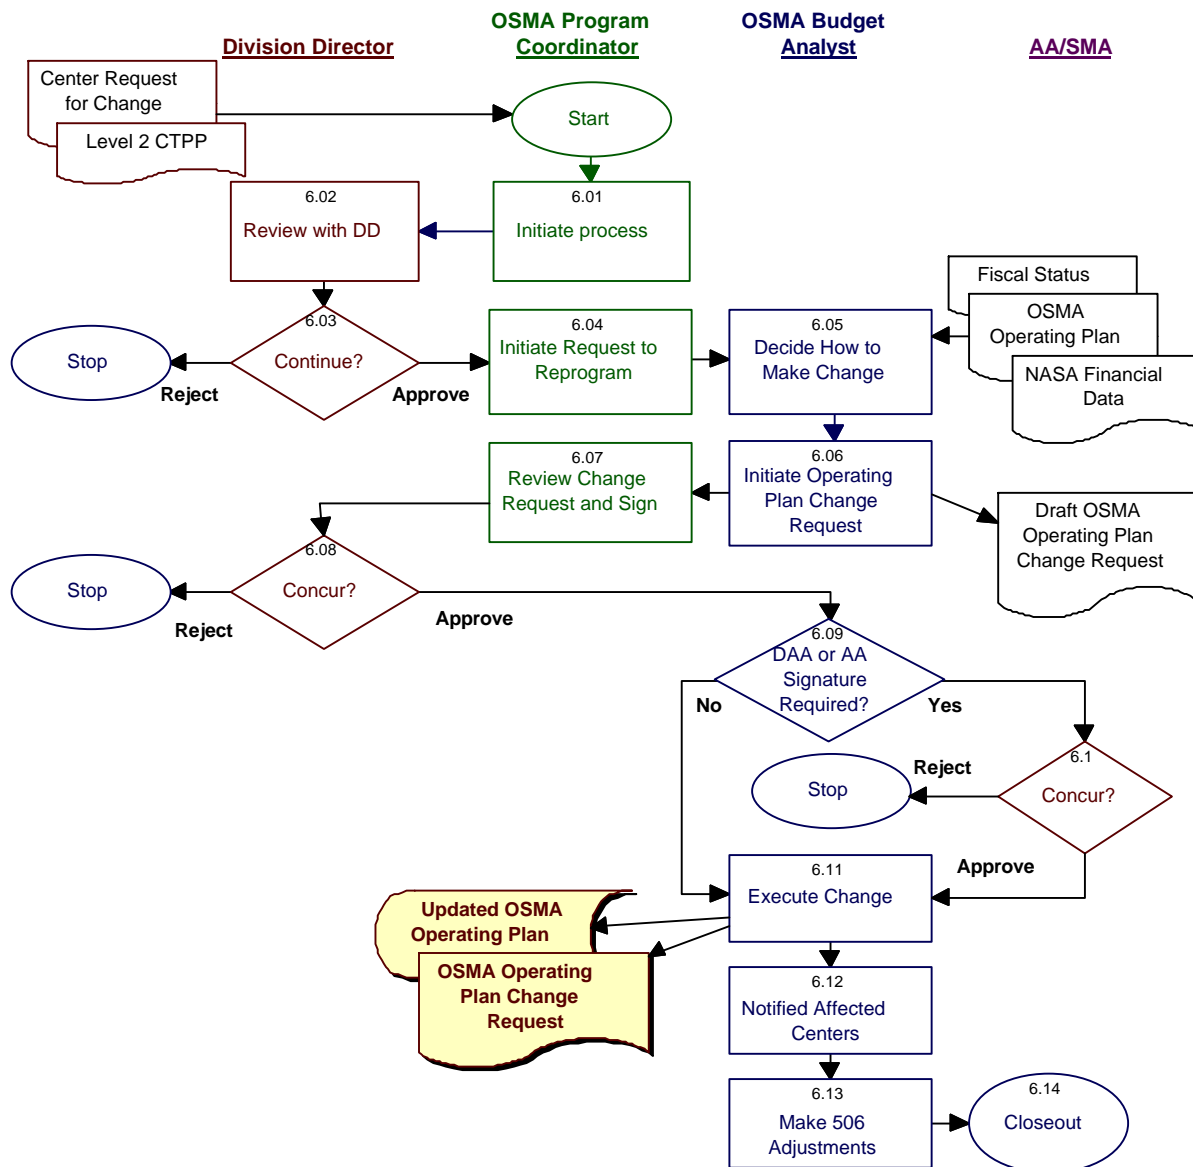 OSMA Program
Coordinator
OSMA Budget
Analyst
Division Director
AA/SMA
Center Request
for Change
Level 2 CTPP
Start
6.02
Review with DD
6.01
Initiate process
Fiscal Status
OSMA
Operating Plan
NASA Financial
Data
Stop
Reject
6.03
Continue?
Approve
6.04
Initiate Request to
Reprogram
6.05
Decide How to
Make Change
6.07
Review Change
Request and Sign
6.06
Initiate Operating
Plan Change
Request
Draft OSMA
Operating Plan
Change Request
Stop
Reject
6.08
Concur?
Approve
6.09
DAA or AA
Signature
Required?
No
Yes
Stop
Reject
6.1
Concur?
Approve
6.11
Execute Change
Updated OSMA
Operating Plan
OSMA Operating
Plan Change
Request
6.12
Notified Affected
Centers
6.13
Make 506
Adjustments
6.14
Closeout